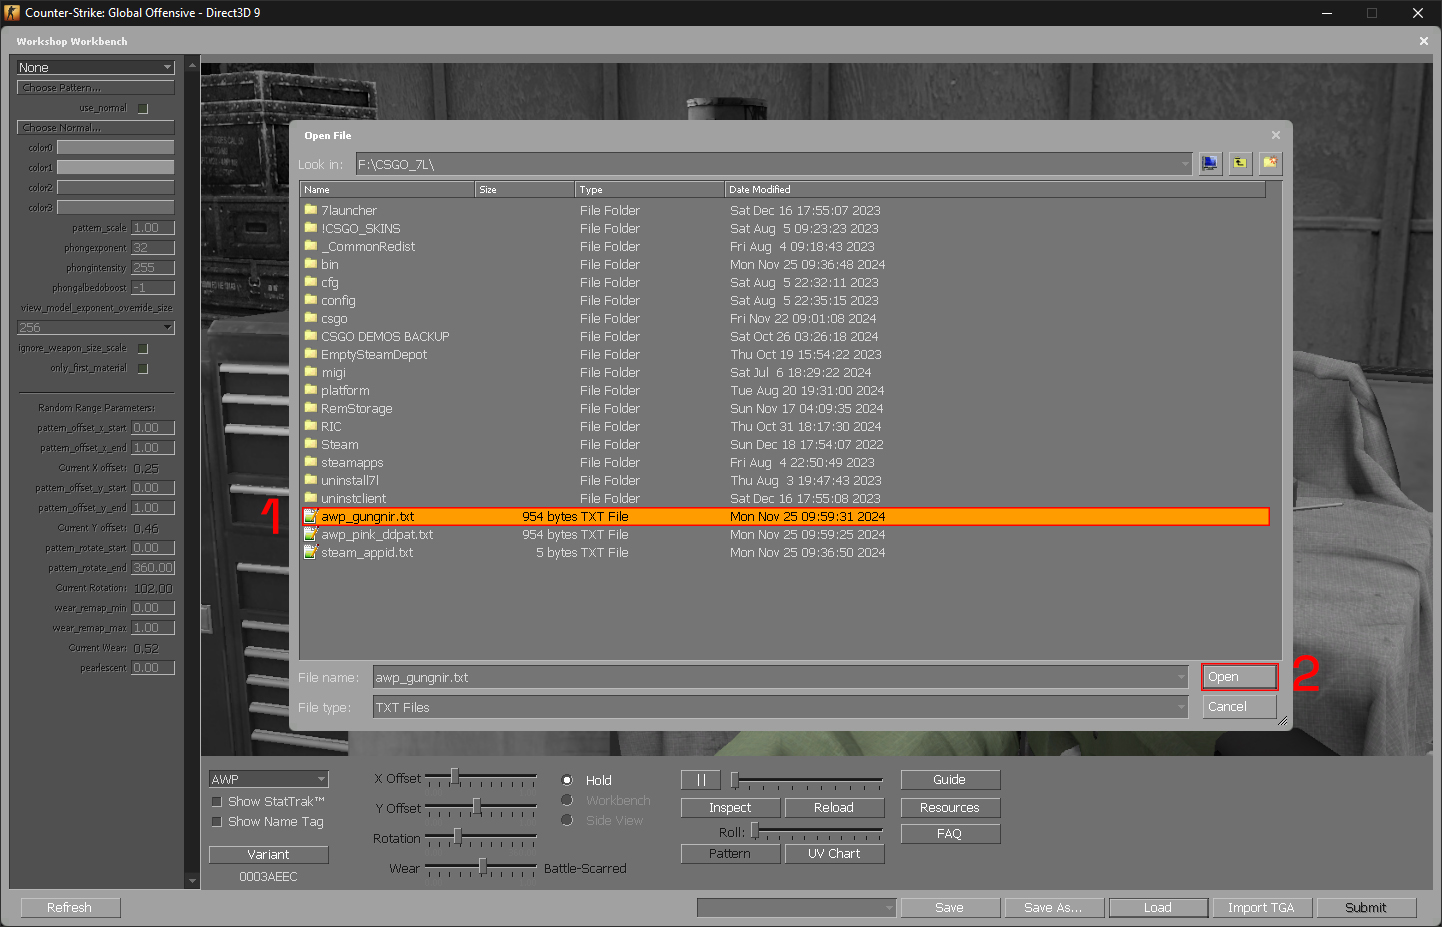 Counter-Strike: Global Offensive - Direct3D 9
Workshop Workbench
None
Choose Pattern...
use_normal
Choose Normal...
color0
color1
color2
color3
pattern_scale 1.00
phongexponent 32
phongintensity 255
phongalbedoboost -1
view_model_exponent_override_size
256
ignore_weapon_size_scale
only_first_material
Random Range Parameters:
pattern_offset_x_start 0.00
pattern_offset_x_end 1.00
Current X offset: 0,25
pattern_offset_y_start 0.00
pattern_offset_y_end 1.00
Current Y offset: 0,46
pattern_rotate_start 0.00
pattern_rotate_end 360.00
Current Rotation: 102,00
wear_remap_min 0.00
wear_remap_max 1.00
Current Wear: 0,52
pearlescent 0.00
Open File
Look in: F:\CSGO_7L\
Name Size Type Date Modified
7launcher File Folder Sat Dec 16 17:55:07 2023
!CSGO_SKINS File Folder Sat Aug 5 09:23:23 2023
_CommonRedist File Folder Fri Aug 4 09:18:43 2023
bin File Folder Mon Nov 25 09:36:48 2024
cfg File Folder Sat Aug 5 22:32:11 2023
config File Folder Sat Aug 5 22:35:15 2023
csgo File Folder Fri Nov 22 09:01:08 2024
CSGO DEMOS BACKUP File Folder Sat Oct 26 03:26:18 2024
EmptySteamDepot File Folder Thu Oct 19 15:54:22 2023
migi File Folder Sat Jul 6 18:29:22 2024
platform File Folder Tue Aug 20 19:31:00 2024
RemStorage File Folder Sun Nov 17 04:09:35 2024
RIC File Folder Thu Oct 31 18:17:30 2024
Steam File Folder Sun Dec 18 17:54:07 2022
steamapps File Folder Fri Aug 4 22:50:49 2023
uninstall7l File Folder Thu Aug 3 19:47:43 2023
uninstclient File Folder Sat Dec 16 17:55:08 2023
1 awp_gungnir.txt 954 bytes TXT File Mon Nov 25 09:59:31 2024
awp_pink_ddpat.txt 954 bytes TXT File Mon Nov 25 09:59:25 2024
steam_appid.txt 5 bytes TXT File Mon Nov 25 09:36:50 2024
File name: awp_gungnir.txt Open 2
File type: TXT Files Cancel
AWP
Show StatTrak™
Show Name Tag
Variant
0003AEEC
X Offset
Y Offset
Rotation
Wear Battle-Scarred
Hold
Workbench
Side View
Inspect Reload
Roll:
Pattern UV Chart
Guide
Resources
FAQ
Refresh Save Save As... Load Import TGA Submit